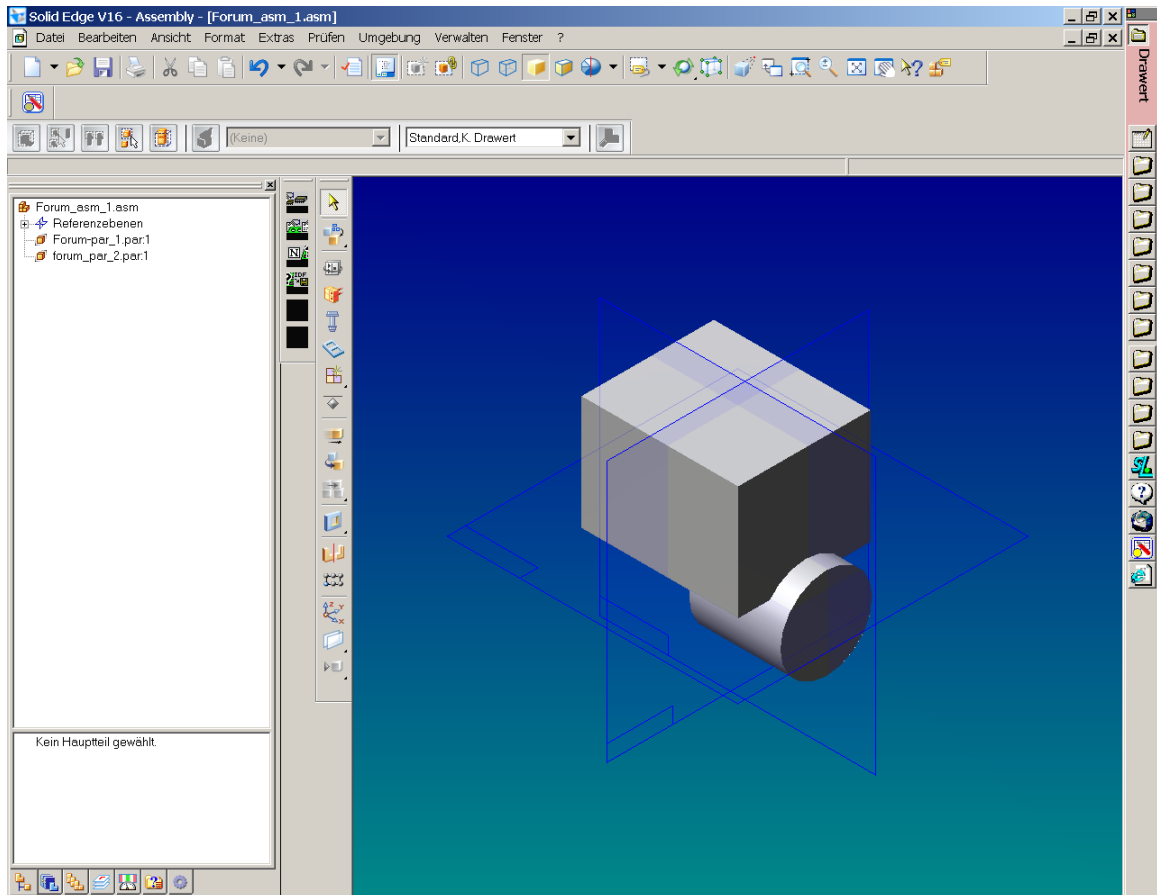 Solid Edge V16 - Assembly - [Forum_asm_1.asm]
Datei Bearbeiten Ansicht Format Extras Prüfen Umgebung Verwalten Fenster ?
(Keine)
Standard,K. Drawert
Drawert
Forum_asm_1.asm
Referenzebenen
Forum-par_1.par:1
forum_par_2.par:1
Kein Hauptteil gewählt.